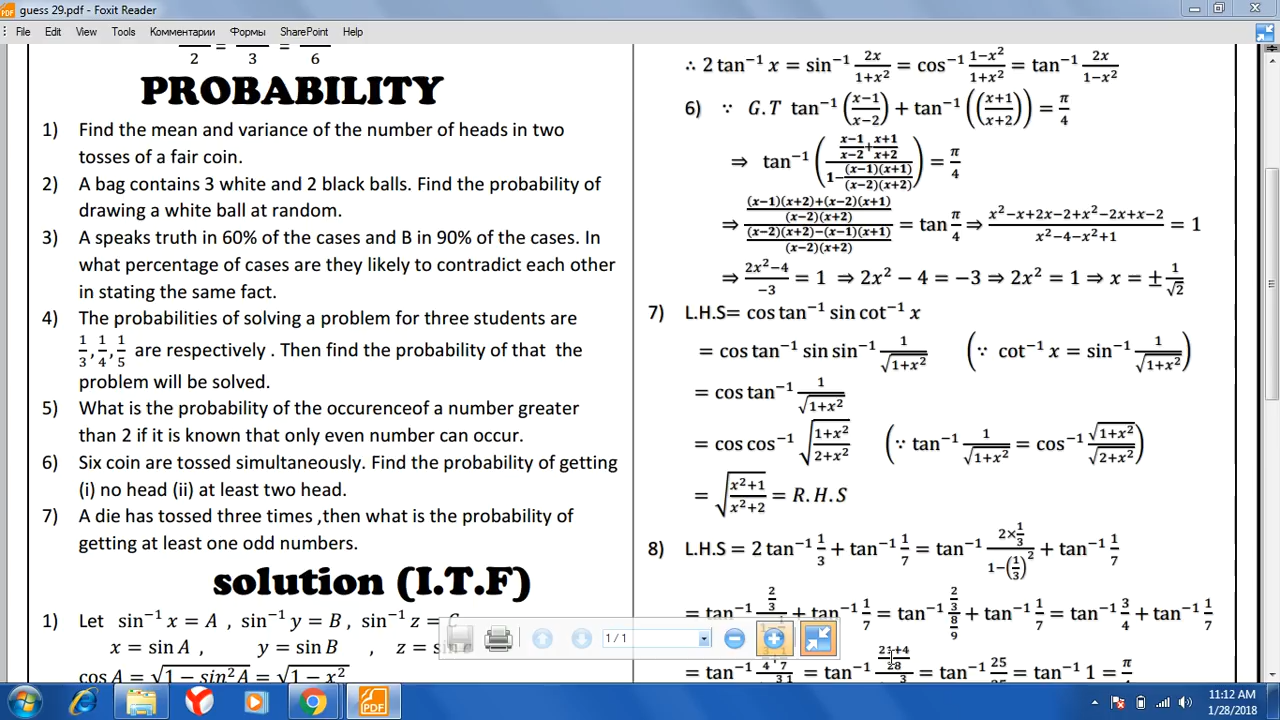 guess 29.pdf - Foxit Reader
File Edit View Tools Комментарии Формы SharePoint Help
2 = 3 = 6
PROBABILITY
1) Find the mean and variance of the number of heads in two
tosses of a fair coin.
2) A bag contains 3 white and 2 black balls. Find the probability of
drawing a white ball at random.
3) A speaks truth in 60% of the cases and B in 90% of the cases. In
what percentage of cases are they likely to contradict each other
in stating the same fact.
4) The probabilities of solving a problem for three students are
1/3, 1/4, 1/5 are respectively . Then find the probability of that the
problem will be solved.
5) What is the probability of the occurenceof a number greater
than 2 if it is known that only even number can occur.
6) Six coin are tossed simultaneously. Find the probability of getting
(i) no head (ii) at least two head.
7) A die has tossed three times ,then what is the probability of
getting at least one odd numbers.
solution (I.T.F)
1) Let sin⁻¹ x = A , sin⁻¹ y = B , sin⁻¹ z = C
x = sin A , y = sin B , z = sin
cos A = √(1 − sin²A) = √(1 − x²)
∴ 2 tan⁻¹ x = sin⁻¹ 2x/(1+x²) = cos⁻¹ (1−x²)/(1+x²) = tan⁻¹ 2x/(1−x²)
6) ∵ G.T tan⁻¹ ((x−1)/(x−2)) + tan⁻¹ (((x+1)/(x+2))) = π/4
⇒ tan⁻¹ (((x−1)/(x−2)+(x+1)/(x+2))/(1−((x−1)(x+1))/((x−2)(x+2)))) = π/4
⇒ (((x−1)(x+2)+(x−2)(x+1))/((x−2)(x+2)))/(((x−2)(x+2)−(x−1)(x+1))/((x−2)(x+2))) = tan π/4 ⇒ (x²−x+2x−2+x²−2x+x−2)/(x²−4−x²+1) = 1
⇒ (2x²−4)/−3 = 1 ⇒ 2x² − 4 = −3 ⇒ 2x² = 1 ⇒ x = ± 1/√2
7) L.H.S= cos tan⁻¹ sin cot⁻¹ x
= cos tan⁻¹ sin sin⁻¹ 1/√(1+x²) (∵ cot⁻¹ x = sin⁻¹ 1/√(1+x²))
= cos tan⁻¹ 1/√(1+x²)
= cos cos⁻¹ √((1+x²)/(2+x²)) (∵ tan⁻¹ 1/√(1+x²) = cos⁻¹ √(1+x²)/√(2+x²))
= √((x²+1)/(x²+2)) = R.H.S
8) L.H.S = 2 tan⁻¹ 1/3 + tan⁻¹ 1/7 = tan⁻¹ (2×1/3)/(1−(1/3)²) + tan⁻¹ 1/7
+ tan⁻¹ 1/7 = tan⁻¹ (2/3)/(8/9) + tan⁻¹ 1/7 = tan⁻¹ 3/4 + tan⁻¹ 1/7
= tan⁻¹ = tan⁻¹ = tan⁻¹ 25/25 = tan⁻¹ 1 = π/4
1 / 1
11:12 AM
1/28/2018
PDF